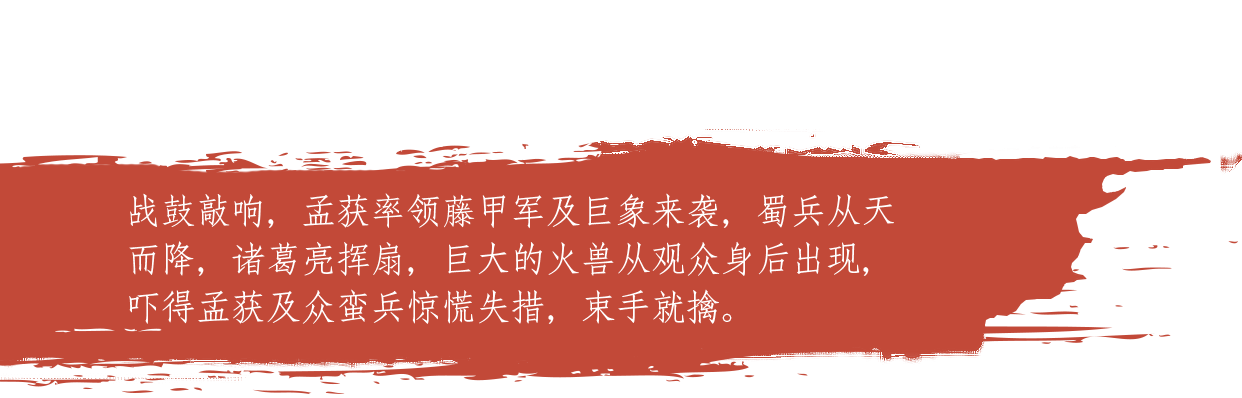 战鼓敲响，孟获率领藤甲军及巨象来袭，蜀兵从天
而降，诸葛亮挥扇，巨大的火兽从观众身后出现，
吓得孟获及众蛮兵惊慌失措，束手就擒。